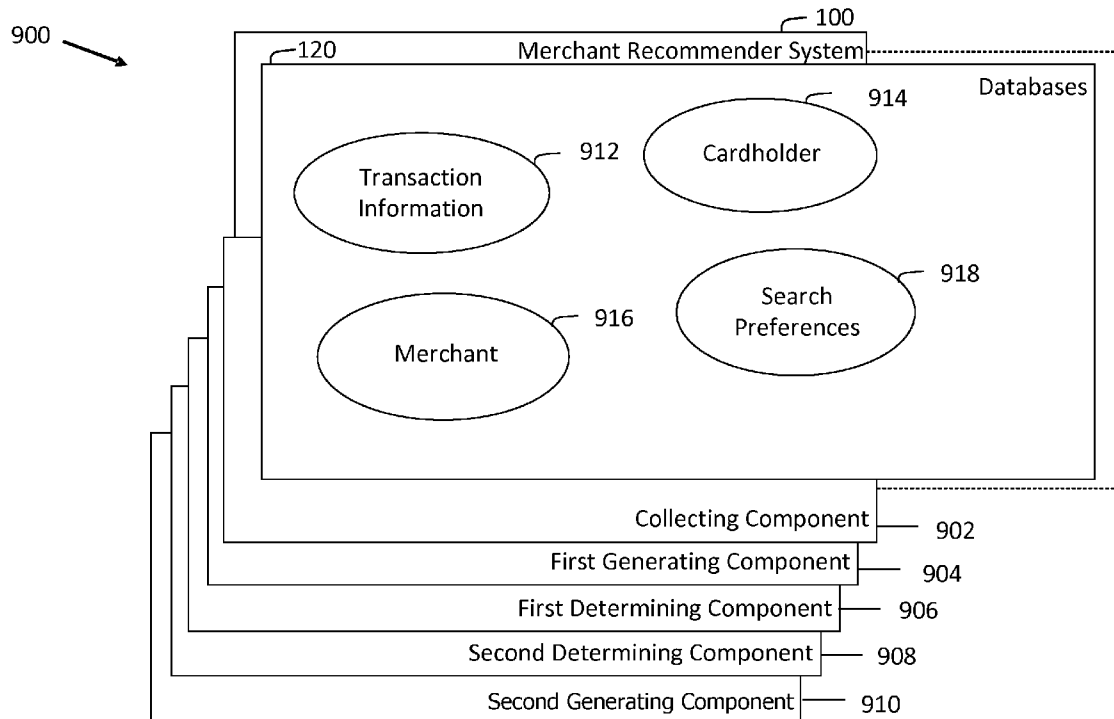 900
100
120
Merchant Recommender System
Databases
914
912
Cardholder
Transaction
Information
918
916
Search
Preferences
Merchant
Collecting Component
902
First Generating Component
904
First Determining Component
906
Second Determining Component
908
Second Generating Component
910